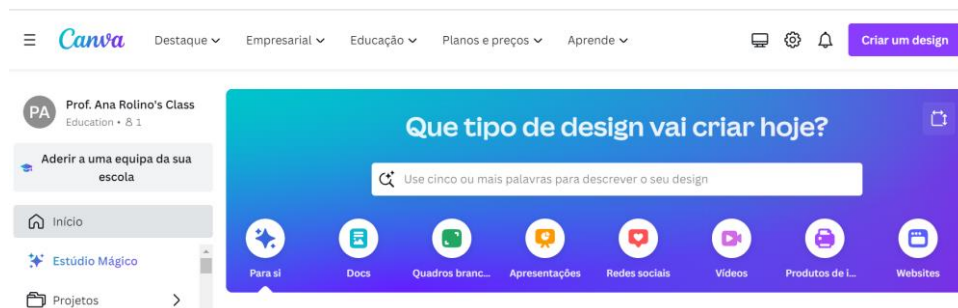 Canva
Destaque
Empresarial
Educação
Planos e preços
Aprende
Criar um design
PA
Prof. Ana Rolino's Class
Education • 1
Aderir a uma equipa da sua
escola
Início
Estúdio Mágico
Projetos
Que tipo de design vai criar hoje?
Use cinco ou mais palavras para descrever o seu design
Para si
Docs
Quadros branc...
Apresentações
Redes sociais
Vídeos
Produtos de i...
Websites